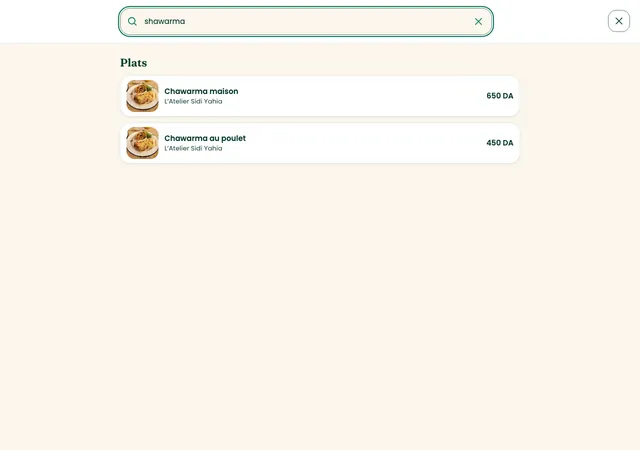 shawarma
Plats
Chawarma maison
L'Atelier Sidi Yahia
650 DA
Chawarma au poulet
L'Atelier Sidi Yahia
450 DA